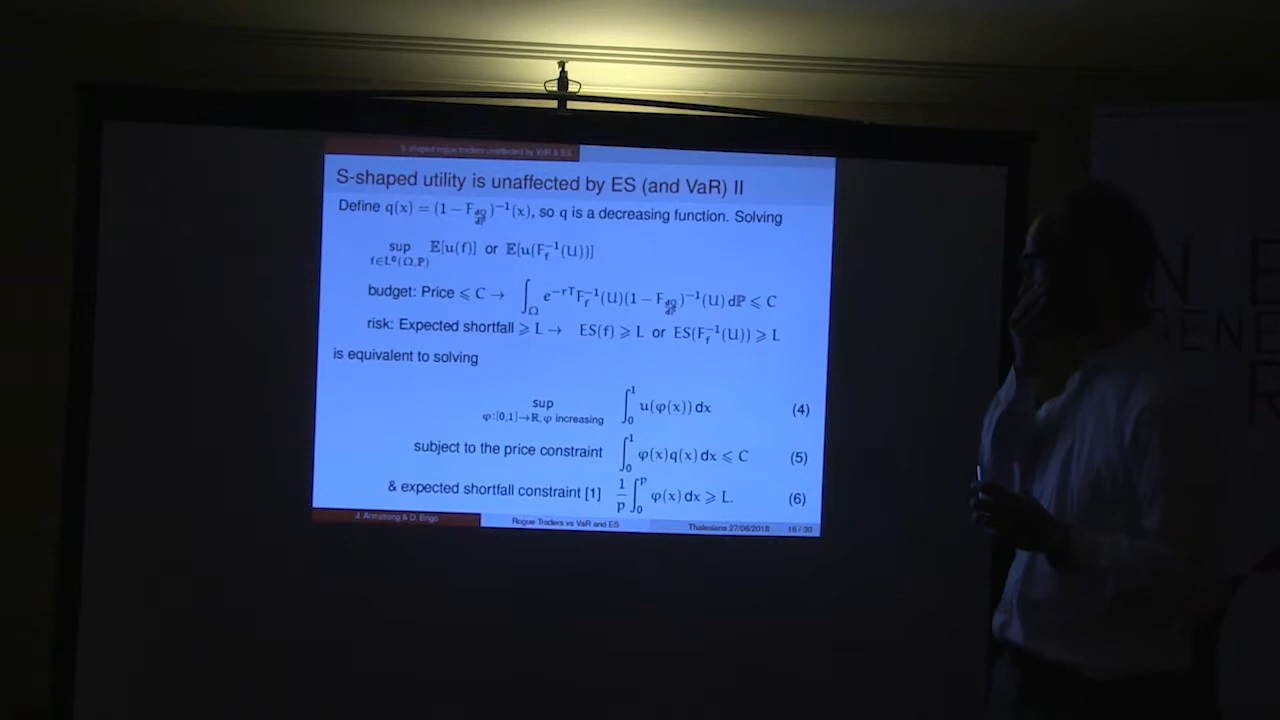 S shaped rogue traders unaffected by VaR & ES
S-shaped utility is unaffected by ES (and VaR) II
Define q(x) = (1 − F_{dQ/dP})^{−1}(x), so q is a decreasing function. Solving
sup_{f∈L⁰(Ω,ℙ)} 𝔼[u(f)] or 𝔼[u(F_f^{−1}(U))]
budget: Price ⩽ C → ∫_Ω e^{−rT}F_f^{−1}(U)(1 − F_{dQ/dP})^{−1}(U) dℙ ⩽ C
risk: Expected shortfall ⩾ L → ES(f) ⩾ L or ES(F_f^{−1}(U)) ⩾ L
is equivalent to solving
sup_{φ:[0,1]→ℝ, φ increasing} ∫_0^1 u(φ(x)) dx (4)
subject to the price constraint ∫_0^1 φ(x)q(x) dx ⩽ C (5)
& expected shortfall constraint [1] 1/p ∫_0^p φ(x) dx ⩾ L. (6)
J. Armstrong & D. Brigo Rogue Traders vs VaR and ES Thalesians 27/06/2018 16 / 30
N E
GENE
R